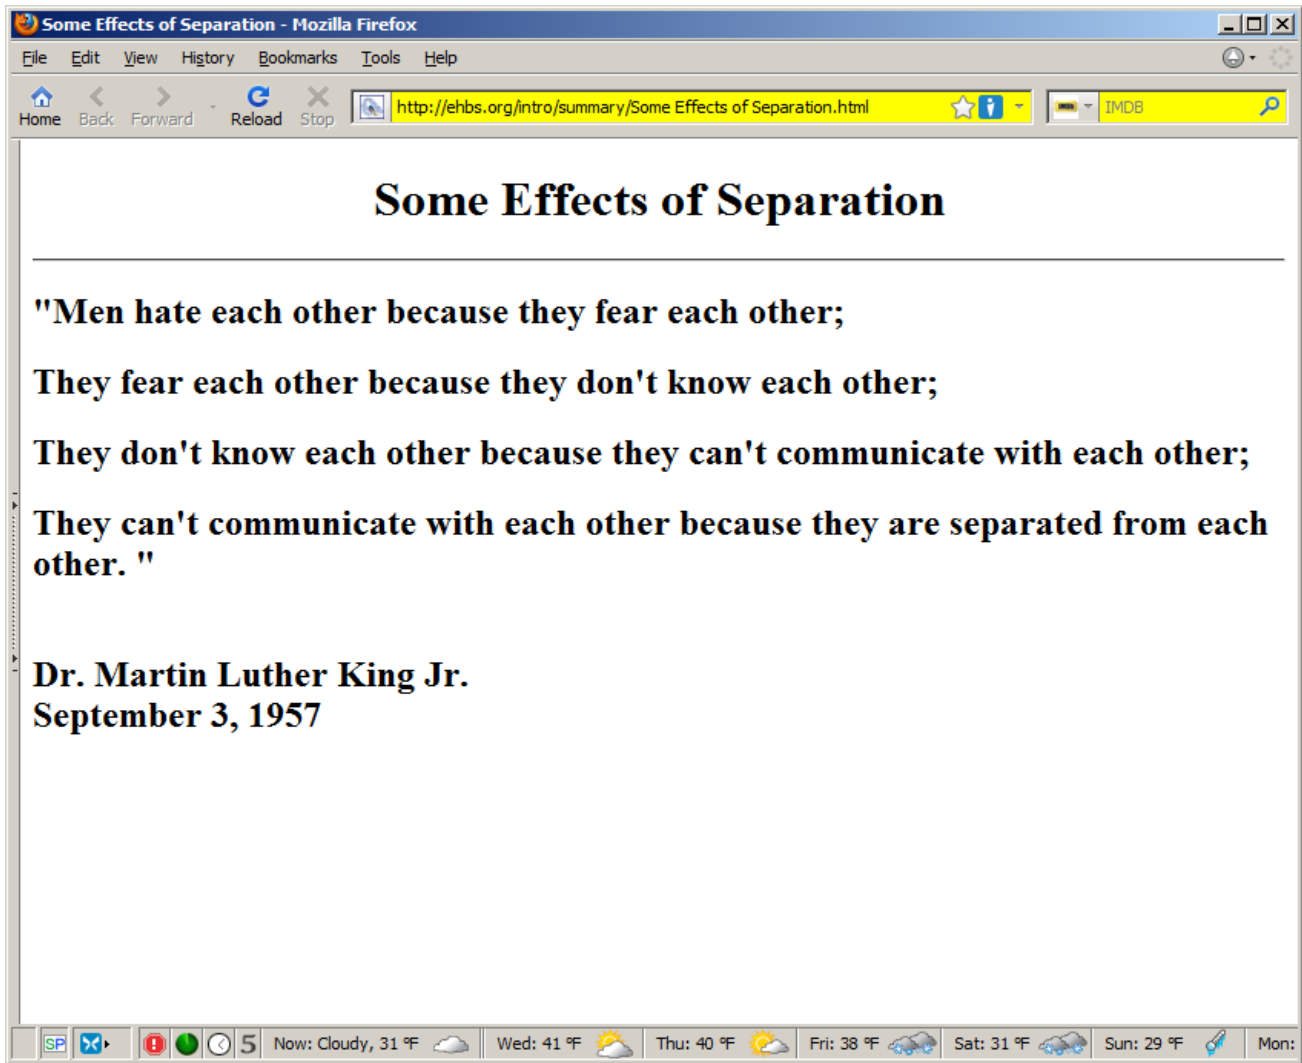 Some Effects of Separation - Mozilla Firefox
File Edit View History Bookmarks Tools Help
Home Back Forward Reload Stop http://ehbs.org/intro/summary/Some Effects of Separation.html IMDB
Some Effects of Separation
"Men hate each other because they fear each other;
They fear each other because they don't know each other;
They don't know each other because they can't communicate with each other;
They can't communicate with each other because they are separated from each
other. "
Dr. Martin Luther King Jr.
September 3, 1957
SP 5 Now: Cloudy, 31 °F Wed: 41 °F Thu: 40 °F Fri: 38 °F Sat: 31 °F Sun: 29 °F Mon: